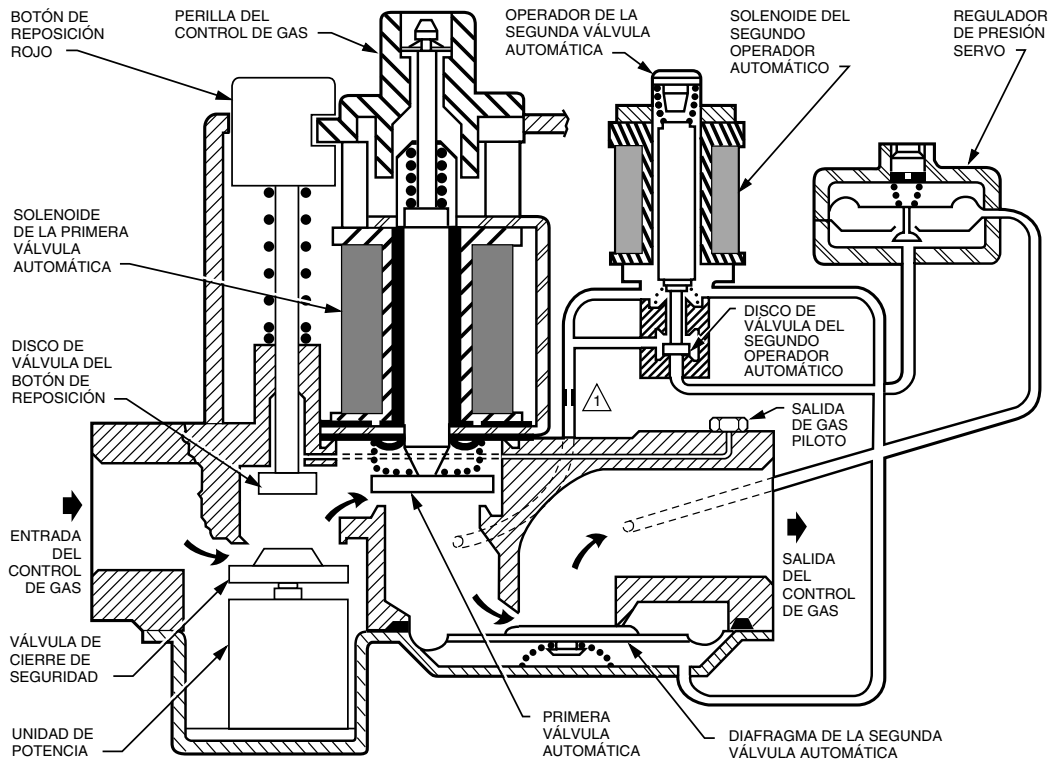 BOTÓN DE
REPOSICIÓN
ROJO
PERILLA DEL
CONTROL DE GAS
OPERADOR DE LA
SEGUNDA VÁLVULA
AUTOMÁTICA
SOLENOIDE DEL
SEGUNDO
OPERADOR
AUTOMÁTICO
REGULADOR
DE PRESIÓN
SERVO
SOLENOIDE
DE LA PRIMERA
VÁLVULA
AUTOMÁTICA
DISCO DE
VÁLVULA DEL
BOTÓN DE
REPOSICIÓN
DISCO DE
VÁLVULA DEL
SEGUNDO
OPERADOR
AUTOMÁTICO
1
SALIDA
DE GAS
PILOTO
ENTRADA
DEL
CONTROL
DE GAS
SALIDA
DEL
CONTROL
DE GAS
VÁLVULA DE
CIERRE DE
SEGURIDAD
UNIDAD DE
POTENCIA
PRIMERA
VÁLVULA
AUTOMÁTICA
DIAFRAGMA DE LA SEGUNDA
VÁLVULA AUTOMÁTICA